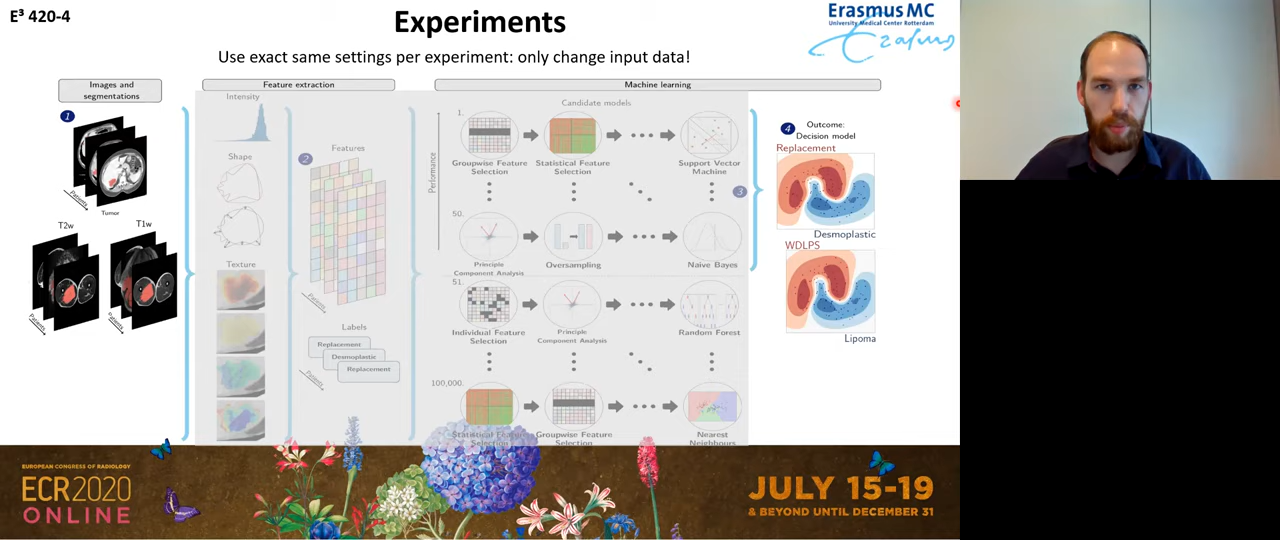 E³ 420-4
Experiments
Erasmus MC
University Medical Center Rotterdam
Erasmus
Use exact same settings per experiment: only change input data!
Images and
segmentations
Feature extraction
Machine learning
1
Patients
Tumor
T2w
T1w
Patients
Patients
Intensity
Shape
Texture
2
Features
Patients
Labels
Replacement
Desmoplastic
Replacement
Patients
Candidate models
Performance
1.
Groupwise Feature
Selection
Statistical Feature
Selection
Support Vector
Machine
3
50.
Principle
Component Analysis
Oversampling
Naive Bayes
51.
Individual Feature
Selection
Principle
Component Analysis
Random Forest
100,000.
Statistical Feature
Selection
Groupwise Feature
Selection
Nearest
Neighbours
4
Outcome:
Decision model
Replacement
Desmoplastic
WDLPS
Lipoma
EUROPEAN CONGRESS OF RADIOLOGY
ECR2020
ONLINE
JULY 15-19
& BEYOND UNTIL DECEMBER 31